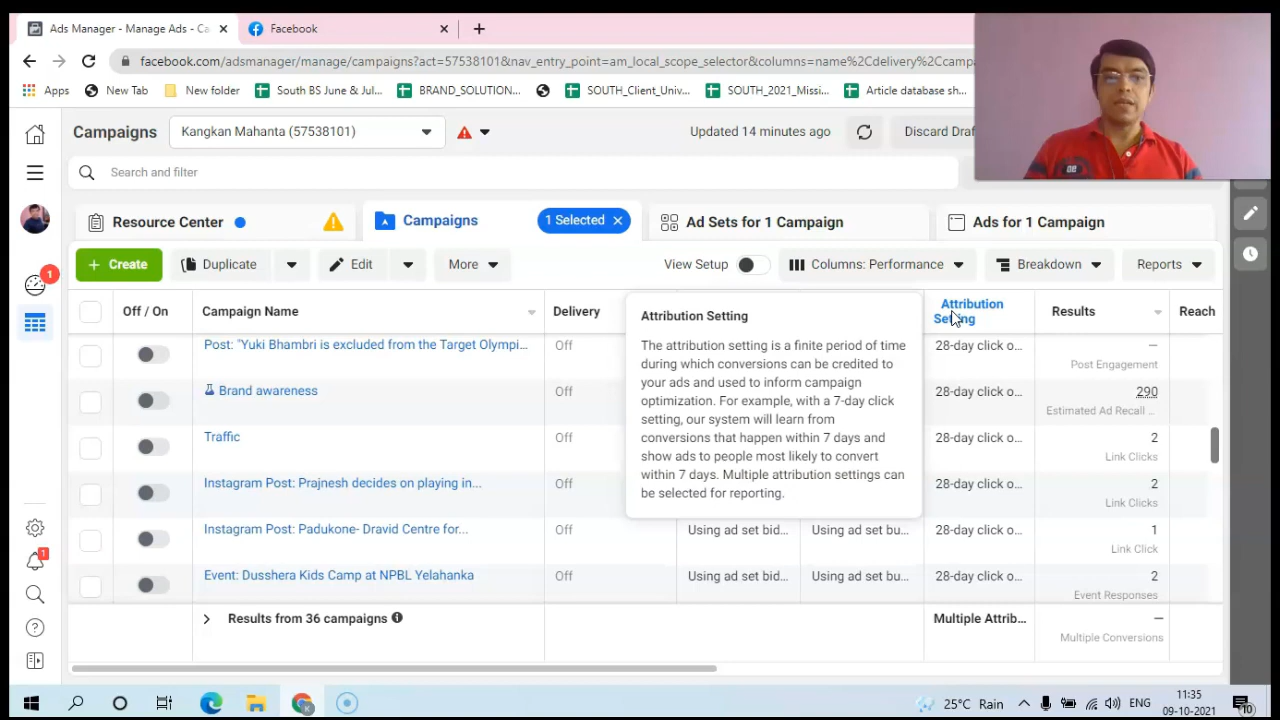 Ads Manager - Manage Ads - Ca
Facebook
facebook.com/adsmanager/manage/campaigns?act=57538101&nav_entry_point=am_local_scope_selector&columns=name%2Cdelivery%2Ccampa
Apps
New Tab
New folder
South BS June & Jul...
BRAND_SOLUTION...
SOUTH_Client_Univ...
SOUTH_2021_Missi...
Article database sh...
Campaigns
Kangkan Mahanta (57538101)
Updated 14 minutes ago
Discard Draf
Search and filter
Resource Center
Campaigns
1 Selected
Ad Sets for 1 Campaign
Ads for 1 Campaign
+ Create
Duplicate
Edit
More
View Setup
Columns: Performance
Breakdown
Reports
Off / On
Campaign Name
Delivery
Attribution
Setting
Results
Reach
Attribution Setting
The attribution setting is a finite period of time
during which conversions can be credited to
your ads and used to inform campaign
optimization. For example, with a 7-day click
setting, our system will learn from
conversions that happen within 7 days and
show ads to people most likely to convert
within 7 days. Multiple attribution settings can
be selected for reporting.
Post: "Yuki Bhambri is excluded from the Target Olympi...
Off
28-day click o...
—
Post Engagement
Brand awareness
Off
28-day click o...
290
Estimated Ad Recall ...
Traffic
Off
28-day click o...
2
Link Clicks
Instagram Post: Prajnesh decides on playing in...
Off
28-day click o...
2
Link Clicks
Instagram Post: Padukone- Dravid Centre for...
Off
Using ad set bid...
Using ad set bu...
28-day click o...
1
Link Click
Event: Dusshera Kids Camp at NPBL Yelahanka
Off
Using ad set bid...
Using ad set bu...
28-day click o...
2
Event Responses
Results from 36 campaigns
Multiple Attrib...
—
Multiple Conversions
1
1
25°C Rain
ENG
11:35
09-10-2021
10